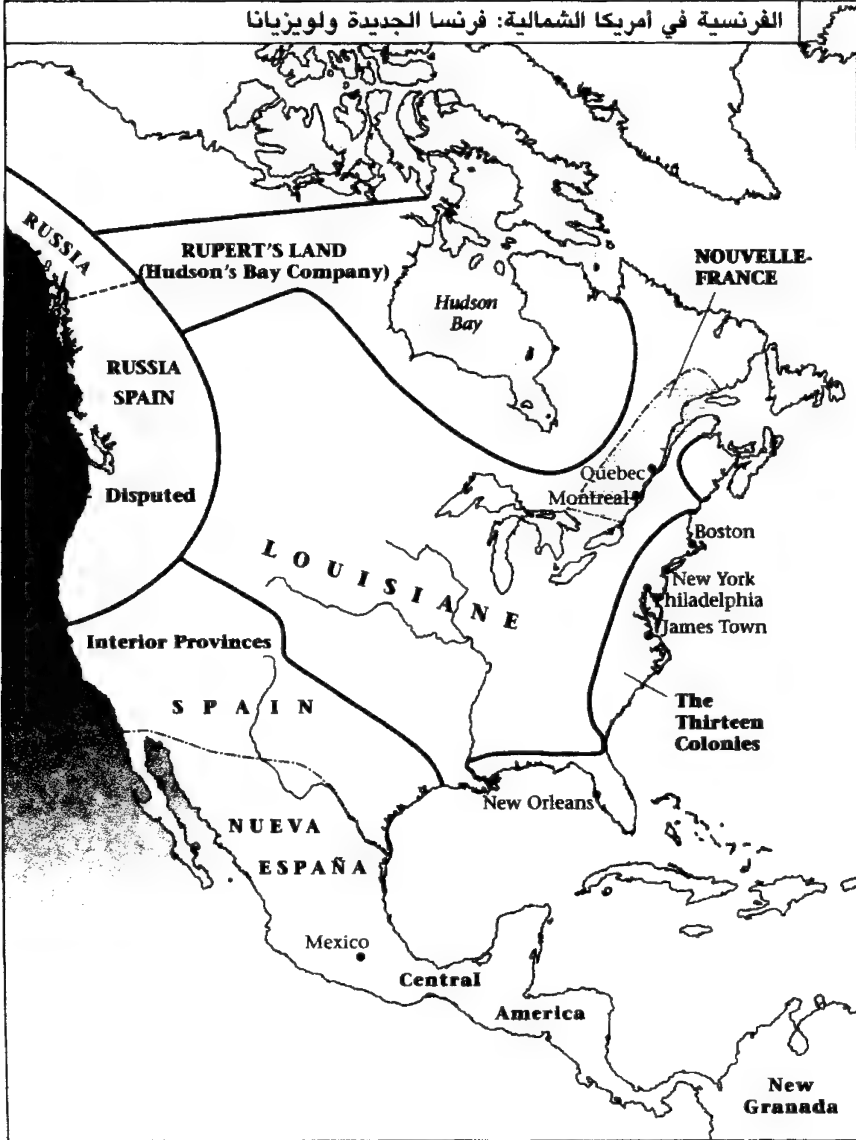 الفرنسية في أمريكا الشمالية: فرنسا الجديدة ولويزيانا
RUSSIA
RUPERT'S LAND
(Hudson's Bay Company)
NOUVELLE-
FRANCE
Hudson
Bay
RUSSIA
SPAIN
Disputed
Québec
Montreal
Boston
LOUISIANE
New York
Philadelphia
James Town
Interior Provinces
SPAIN
The
Thirteen
Colonies
New Orleans
NUEVA
ESPAÑA
Mexico
Central
America
New
Granada